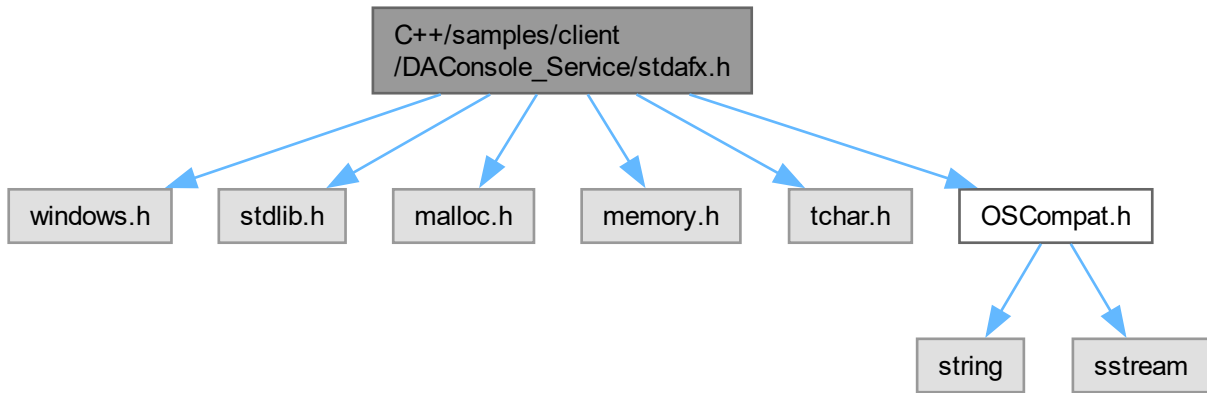 C++/samples/client
/DAConsole_Service/stdafx.h
windows.h
stdlib.h
malloc.h
memory.h
tchar.h
OSCompat.h
string
sstream